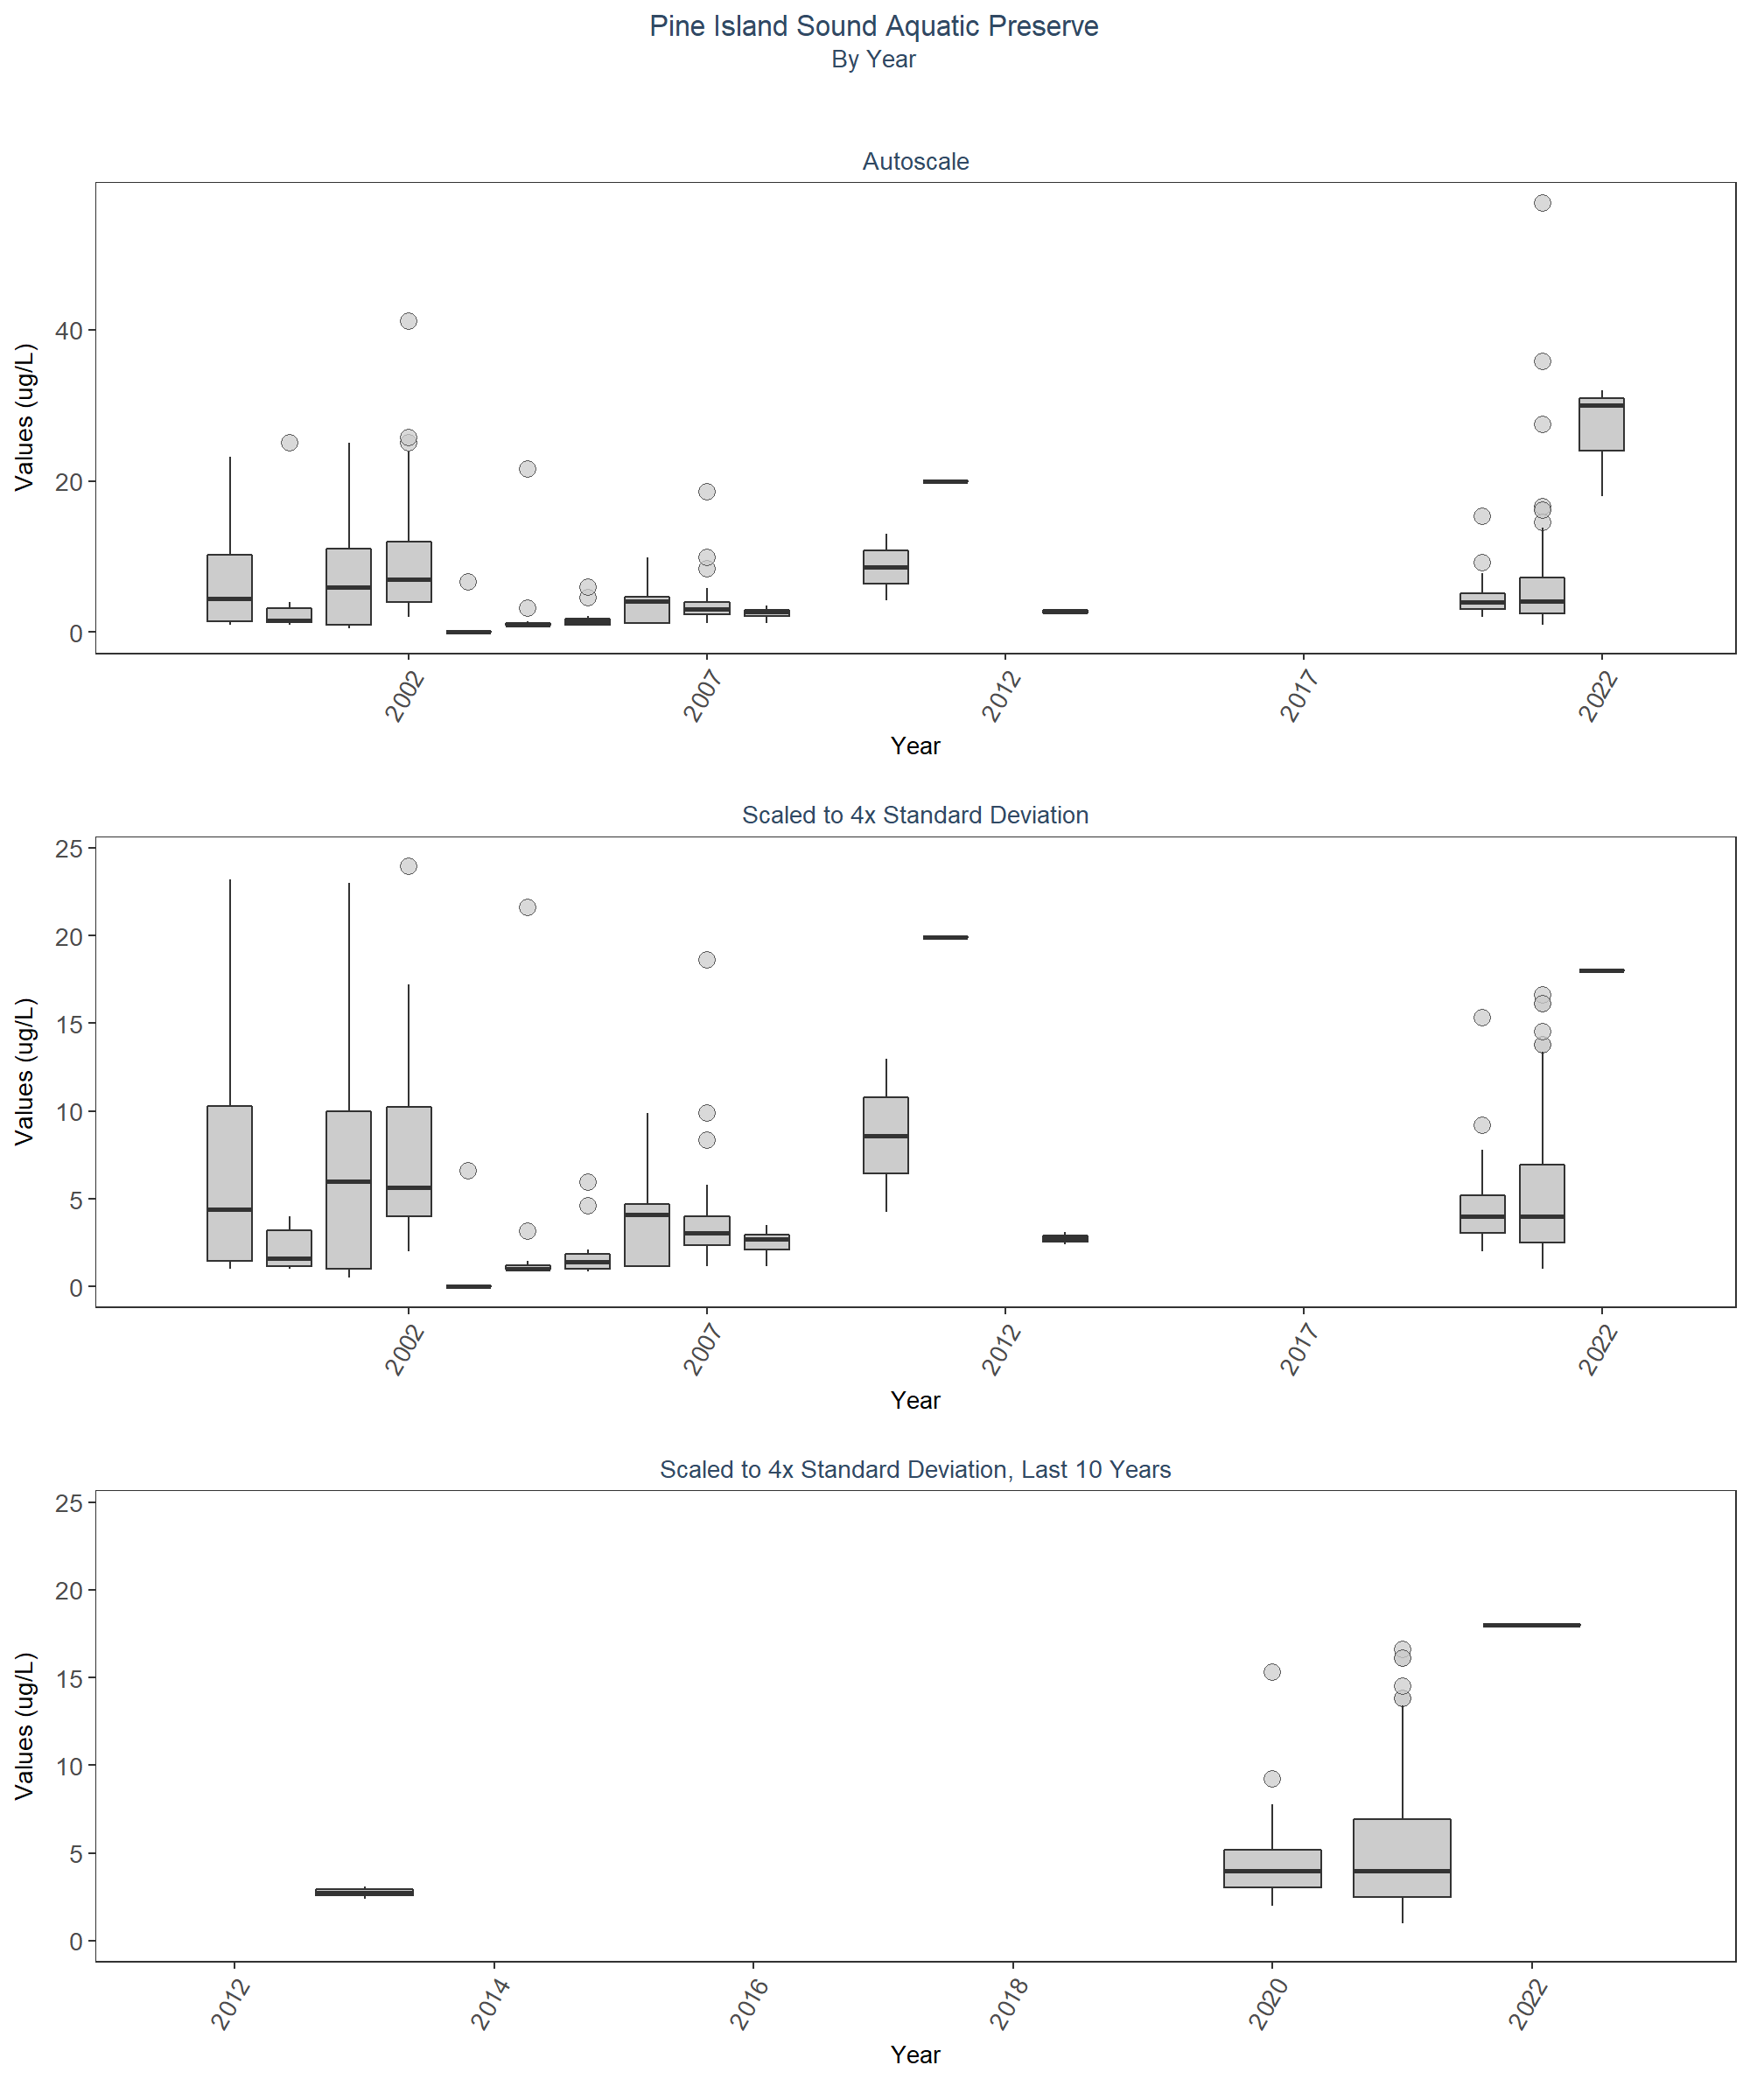 Pine Island Sound Aquatic Preserve
By Year
Autoscale
Values (ug/L)
40
20
0
2002
2007
2012
2017
2022
Year
Scaled to 4x Standard Deviation
Values (ug/L)
25
20
15
10
5
0
2002
2007
2012
2017
2022
Year
Scaled to 4x Standard Deviation, Last 10 Years
Values (ug/L)
25
20
15
10
5
0
2012
2014
2016
2018
2020
2022
Year